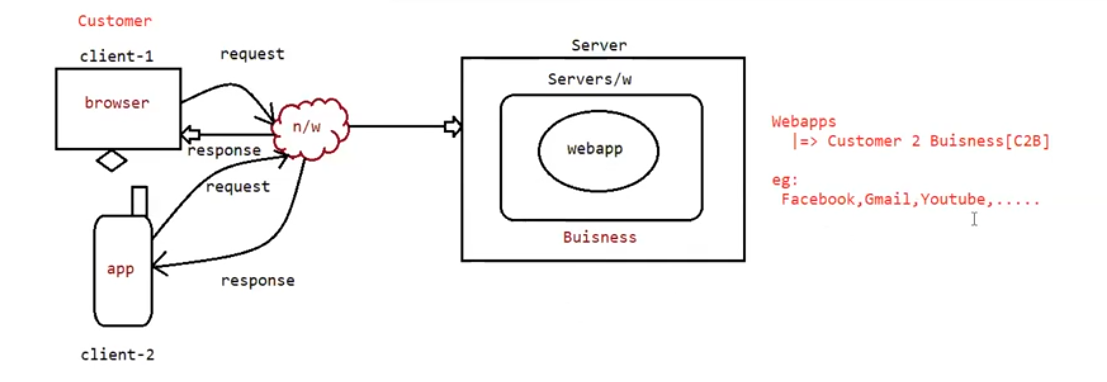 Customer
client-1
browser
request
n/w
response
request
app
response
client-2
Server
Servers/w
webapp
Buisness
Webapps
|=> Customer 2 Buisness[C2B]
eg:
Facebook,Gmail,Youtube,.....